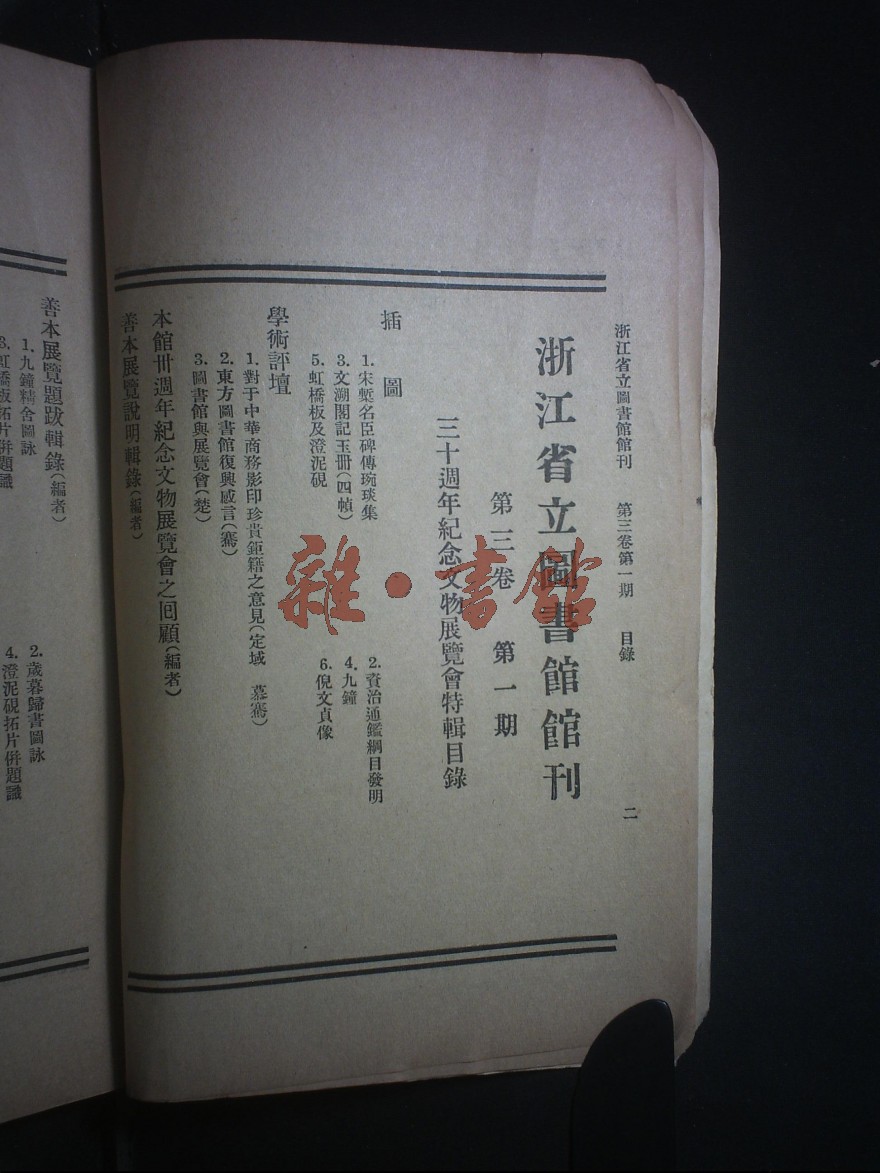 浙江省立圖書館館刊 第三卷第一期 目錄 二
浙江省立圖書館館刊
第三卷 第一期
三十週年紀念文物展覽會特輯目錄
插圖
1.宋槧名臣碑傳琬琰集
2.資治通鑑綱目發明
3.文溯閣記玉册(四幀)
4.九鐘
5.虹橋板及澄泥硯
6.倪文貞像
學術評壇
1.對于中華商務影印珍貴鉅籍之意見(定域 慕騫)
2.東方圖書館復興感言(騫)
3.圖書館與展覽會(楚)
本館卅週年紀念文物展覽會之回顧(編者)
善本展覽說明輯錄(編者)
善本展覽題跋輯錄(編者)
1.九鐘精舍圖詠
2.歲暮歸書圖詠
3.虹橋板拓片併題識
4.澄泥硯拓片併題識
雜·書館